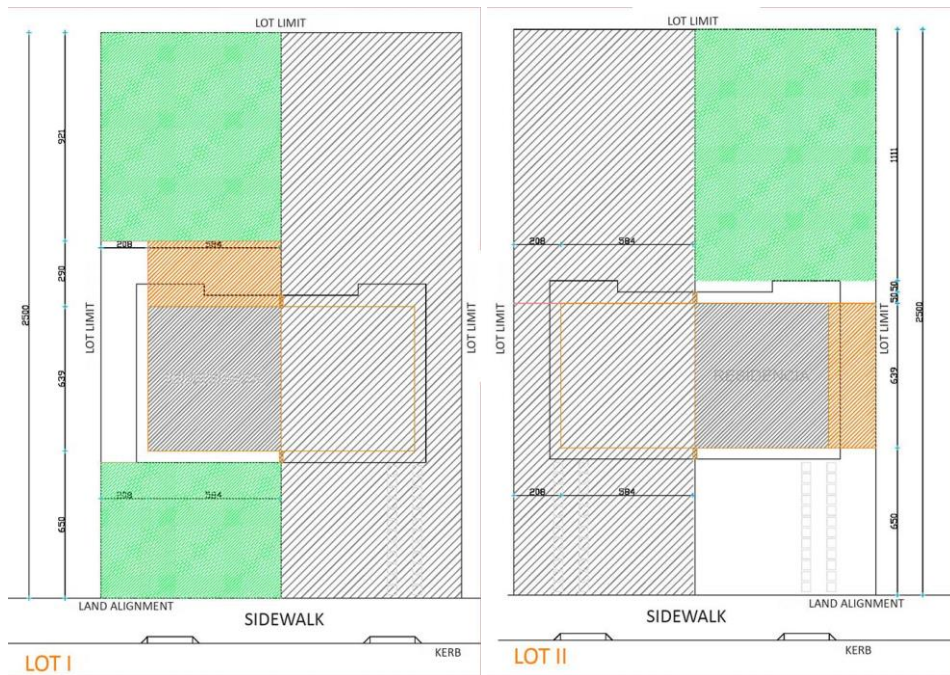 LOT LIMIT
921
208
584
290
2500
LOT LIMIT
LOT LIMIT
639
208
584
650
LAND ALIGNMENT
SIDEWALK
KERB
LOT I
LOT LIMIT
1111
208
584
50
50
LOT LIMIT
LOT LIMIT
2500
RESIDENCIA
639
208
584
650
LAND ALIGNMENT
SIDEWALK
KERB
LOT II